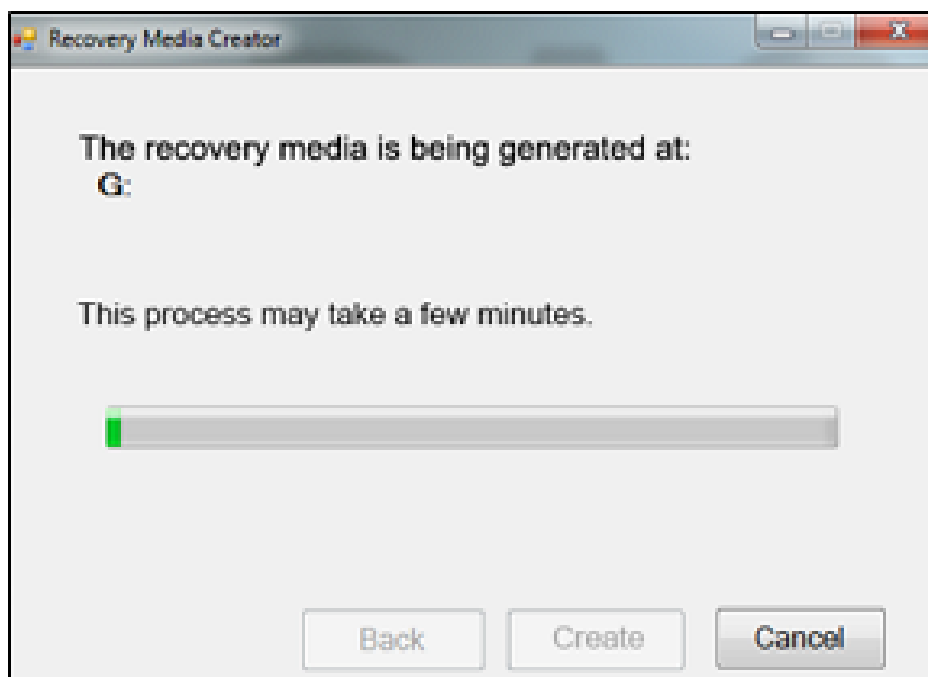 Recovery Media Creator
The recovery media is being generated at:
G:
This process may take a few minutes.
Back
Create
Cancel